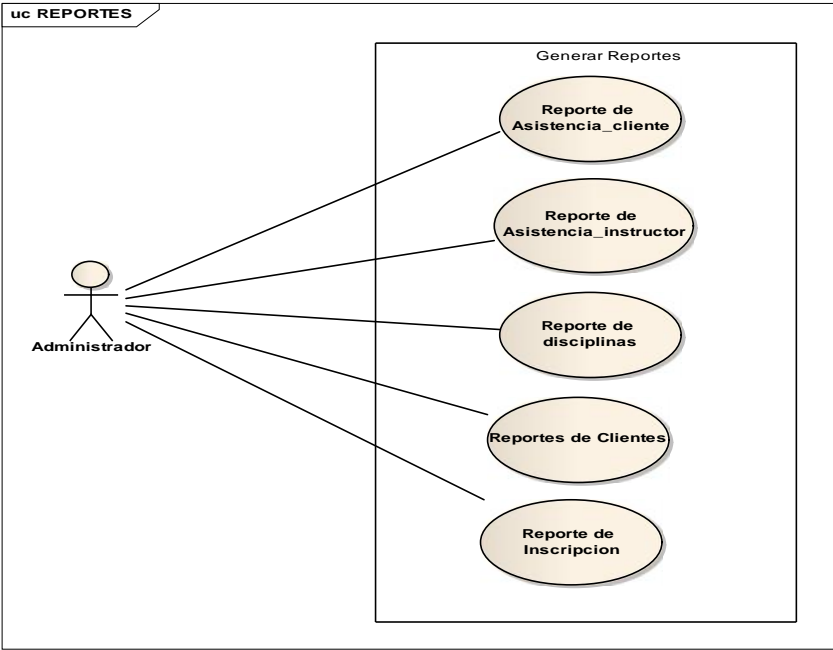 uc REPORTES
Generar Reportes
Reporte de
Asistencia_cliente
Reporte de
Asistencia_instructor
Reporte de
disciplinas
Administrador
Reportes de Clientes
Reporte de
Inscripcion